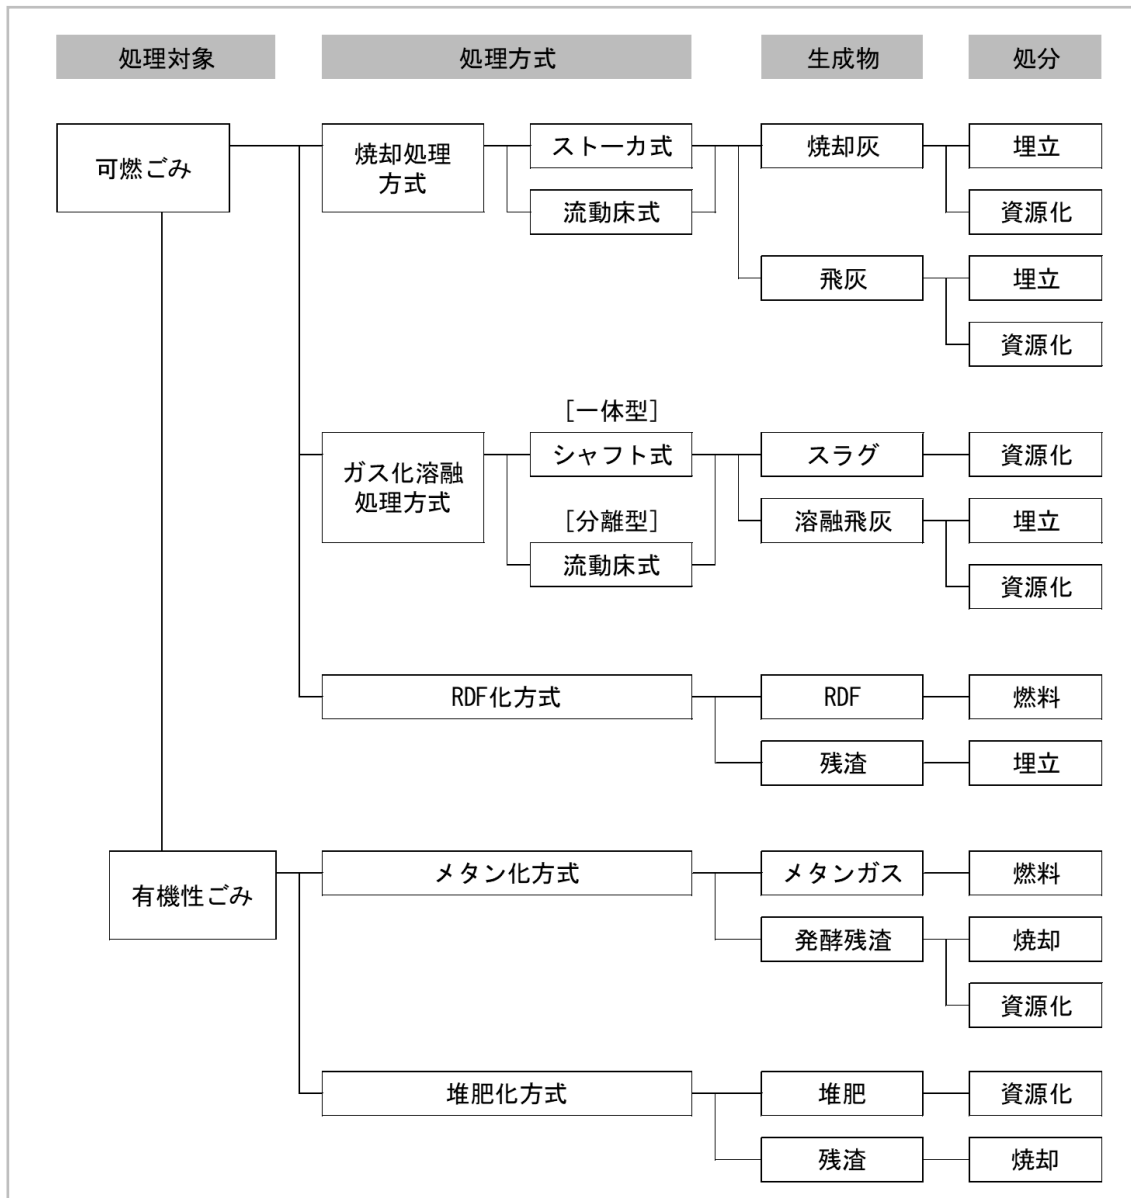 処理対象
処理方式
生成物
処分
可燃ごみ
焼却処理
方式
ストーカ式
流動床式
焼却灰
埋立
資源化
飛灰
埋立
資源化
ガス化溶融
処理方式
[一体型]
シャフト式
[分離型]
流動床式
スラグ
資源化
溶融飛灰
埋立
資源化
RDF化方式
RDF
燃料
残渣
埋立
有機性ごみ
メタン化方式
メタンガス
燃料
発酵残渣
焼却
資源化
堆肥化方式
堆肥
資源化
残渣
焼却